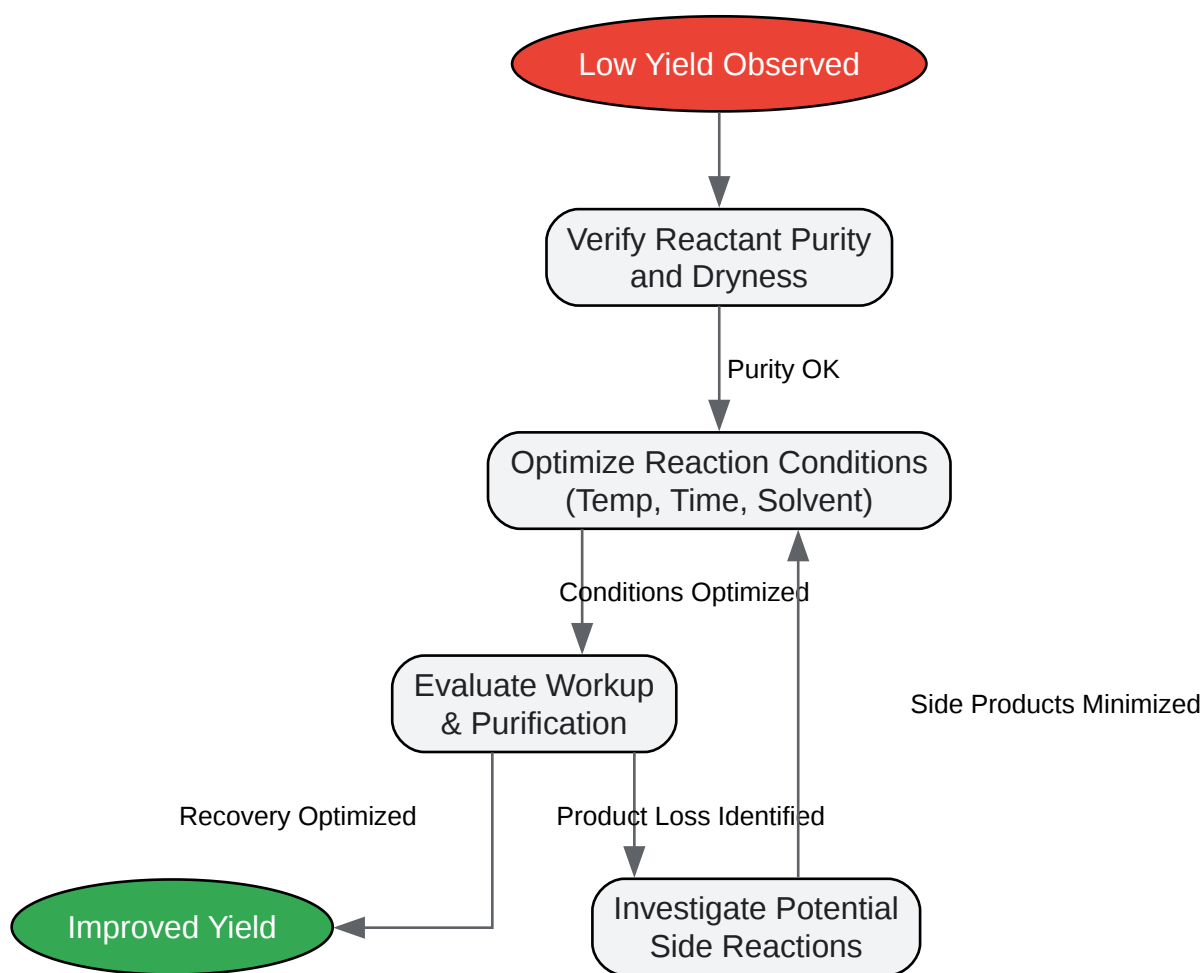 Low Yield Observed
Verify Reactant Purity
and Dryness
Purity OK
Optimize Reaction Conditions
(Temp, Time, Solvent)
Conditions Optimized
Evaluate Workup
& Purification
Side Products Minimized
Recovery Optimized
Product Loss Identified
Improved Yield
Investigate Potential
Side Reactions